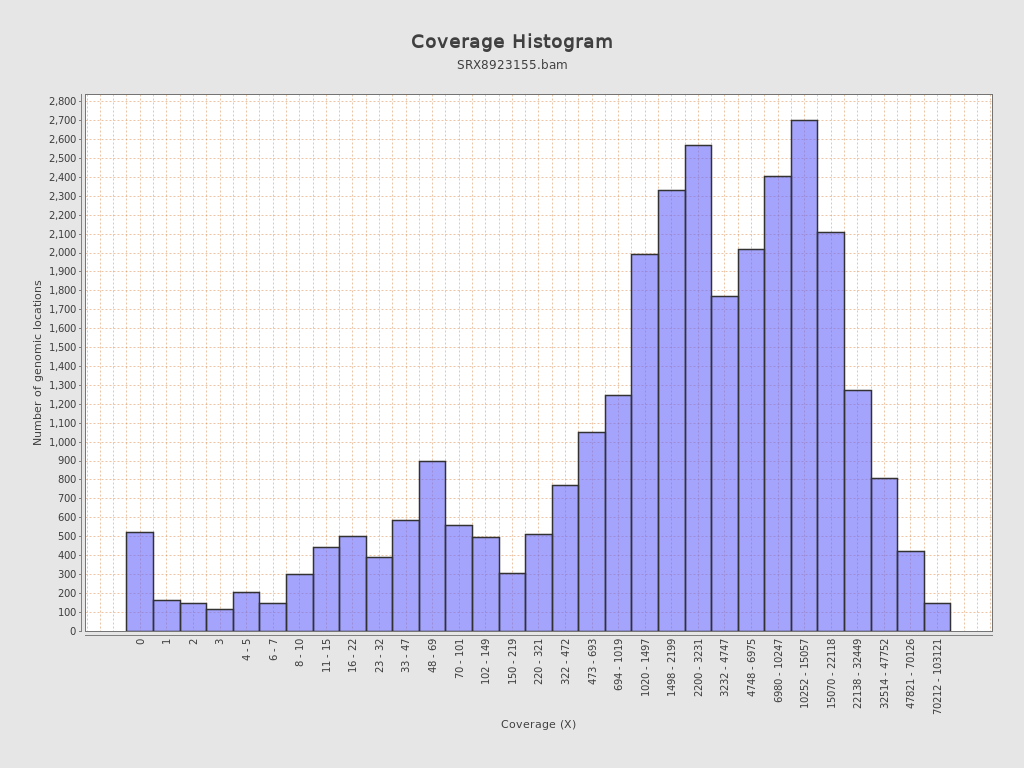 Coverage Histogram
SRX8923155.bam
Number of genomic locations
2,800
2,700
2,600
2,500
2,400
2,300
2,200
2,100
2,000
1,900
1,800
1,700
1,600
1,500
1,400
1,300
1,200
1,100
1,000
900
800
700
600
500
400
300
200
100
0
0
1
2
3
4 - 5
6 - 7
8 - 10
11 - 15
16 - 22
23 - 32
33 - 47
48 - 69
70 - 101
102 - 149
150 - 219
220 - 321
322 - 472
473 - 693
694 - 1019
1020 - 1497
1498 - 2199
2200 - 3231
3232 - 4747
4748 - 6975
6980 - 10247
10252 - 15057
15070 - 22118
22138 - 32449
32514 - 47752
47821 - 70126
70212 - 103121
Coverage (X)